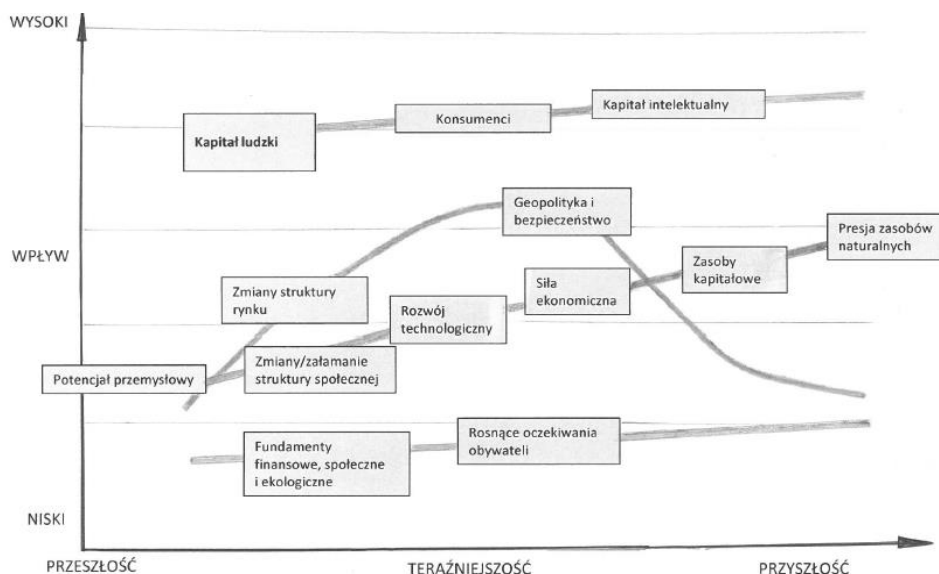 WYSOKI
Kapitał ludzki
Konsumenci
Kapitał intelektualny
Geopolityka i
bezpieczeństwo
Presja zasobów
naturalnych
WPŁYW
Zmiany struktury
rynku
Rozwój
technologiczny
Siła
ekonomiczna
Zasoby
kapitałowe
Potencjał przemysłowy
Zmiany/załamanie
struktury społecznej
Fundamenty
finansowe, społeczne
i ekologiczne
Rosnące oczekiwania
obywateli
NISKI
PRZESZŁOŚĆ
TERAŹNIEJSZOŚĆ
PRZYSZŁOŚĆ